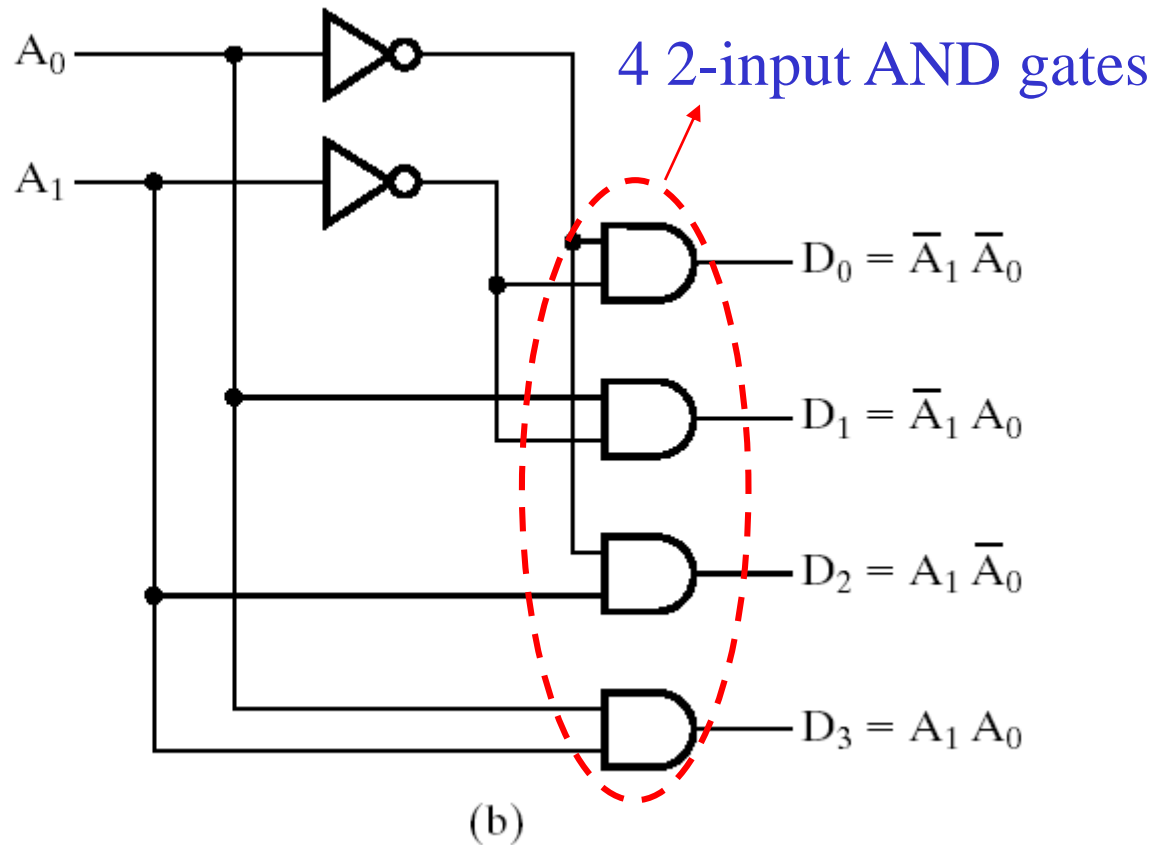 A₀
4 2-input AND gates
A₁
D₀ = A̅₁ A̅₀
D₁ = A̅₁ A₀
D₂ = A₁ A̅₀
D₃ = A₁ A₀
(b)